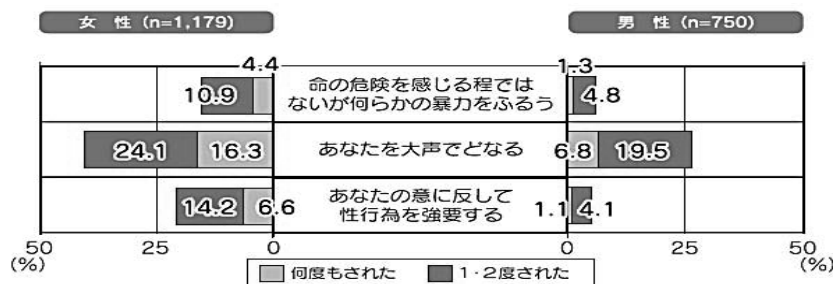 女 性 (n=1,179)
男 性 (n=750)
4.4
10.9
命の危険を感じる程では
ないが何らかの暴力をふるう
1.3
4.8
24.1 16.3
あなたを大声でどなる
6.8 19.5
14.2 6.6
あなたの意に反して
性行為を強要する
1.1 4.1
50 25 0
0 25 50
(%)
(%)
何度もされた 1・2度された